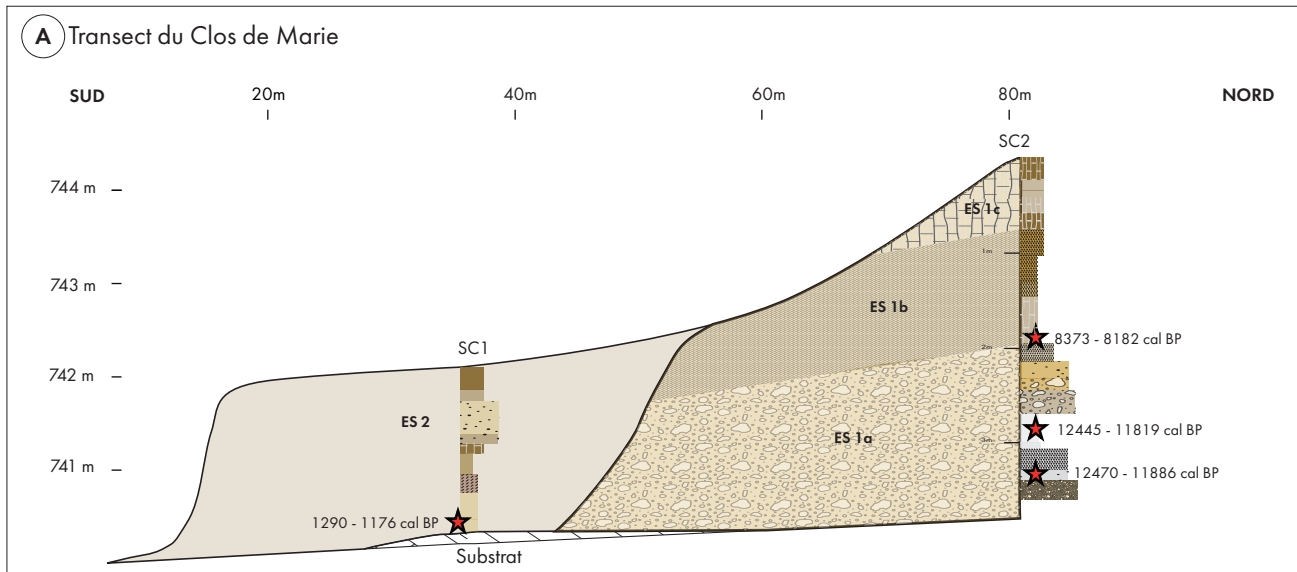 A Transect du Clos de Marie
SUD 20m 40m 60m 80m NORD
SC2
744 m
ES 1c
1m
743 m
ES 1b
8373 - 8182 cal BP
SC1
2m
742 m
ES 2
ES 1a
12445 - 11819 cal BP
3m
741 m
12470 - 11886 cal BP
1290 - 1176 cal BP
Substrat